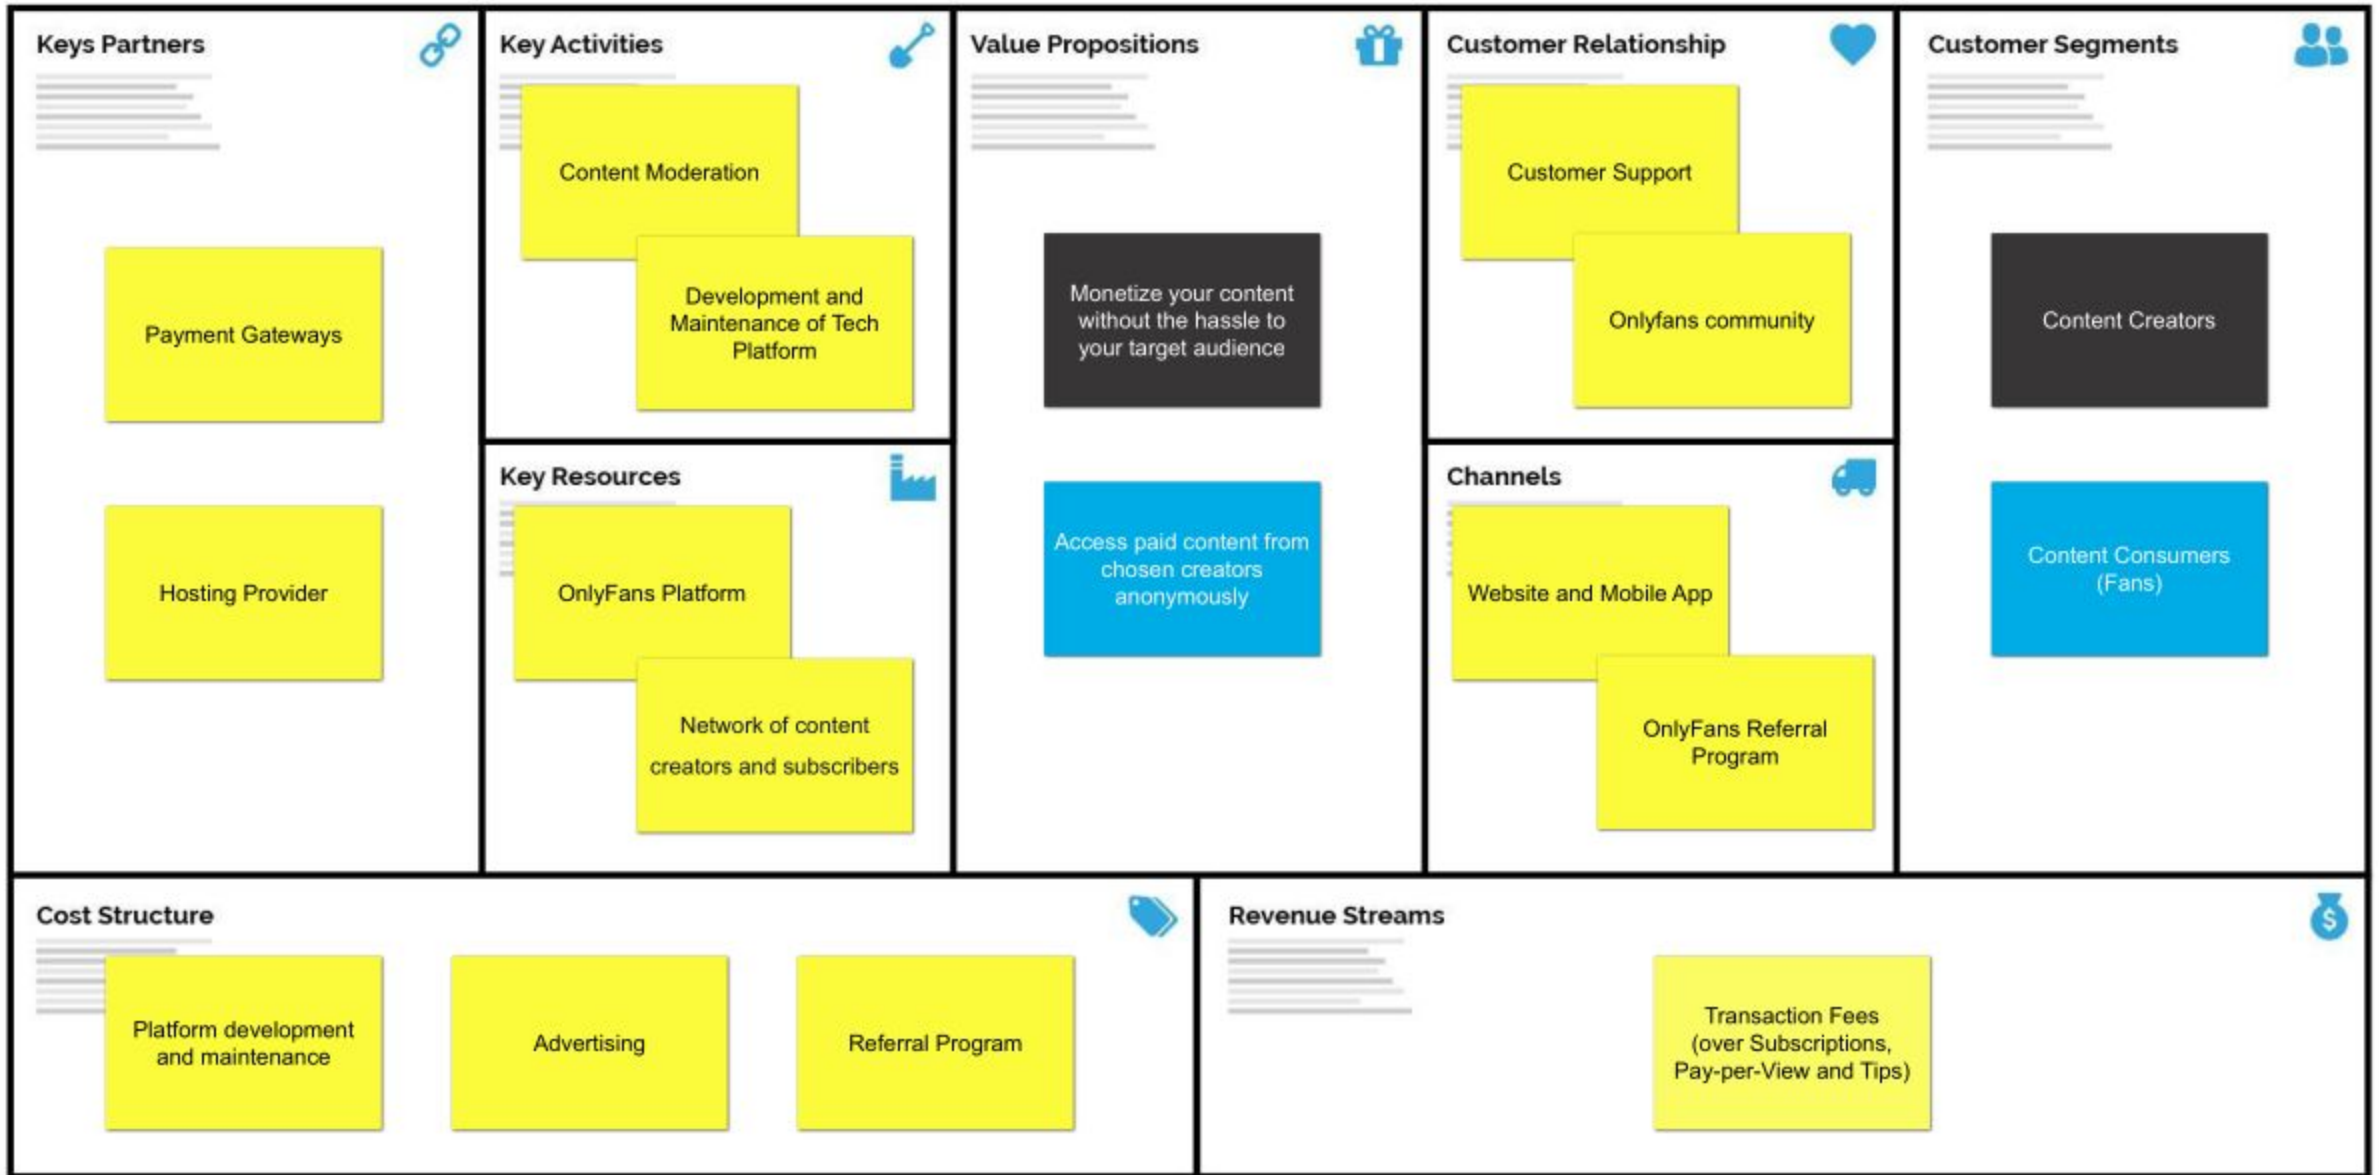 Keys Partners
Payment Gateways
Hosting Provider
Key Activities
Content Moderation
Development and
Maintenance of Tech
Platform
Key Resources
OnlyFans Platform
Network of content
creators and subscribers
Value Propositions
Monetize your content
without the hassle to
your target audience
Access paid content from
chosen creators
anonymously
Customer Relationship
Customer Support
Onlyfans community
Channels
Website and Mobile App
OnlyFans Referral
Program
Customer Segments
Content Creators
Content Consumers
(Fans)
Cost Structure
Platform development
and maintenance
Advertising
Referral Program
Revenue Streams
Transaction Fees
(over Subscriptions,
Pay-per-View and Tips)
$